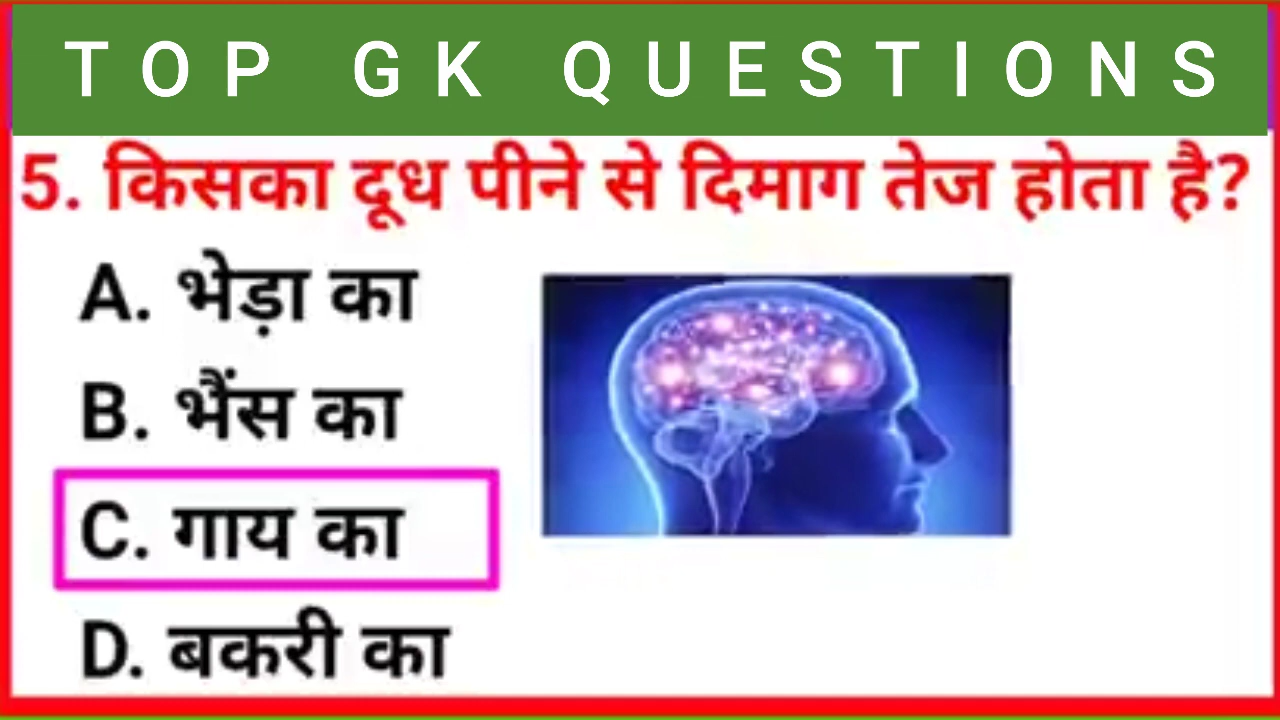 TOP GK QUESTIONS
5. किसका दूध पीने से दिमाग तेज होता है?
A. भेड़ा का
B. भैंस का
C. गाय का
D. बकरी का